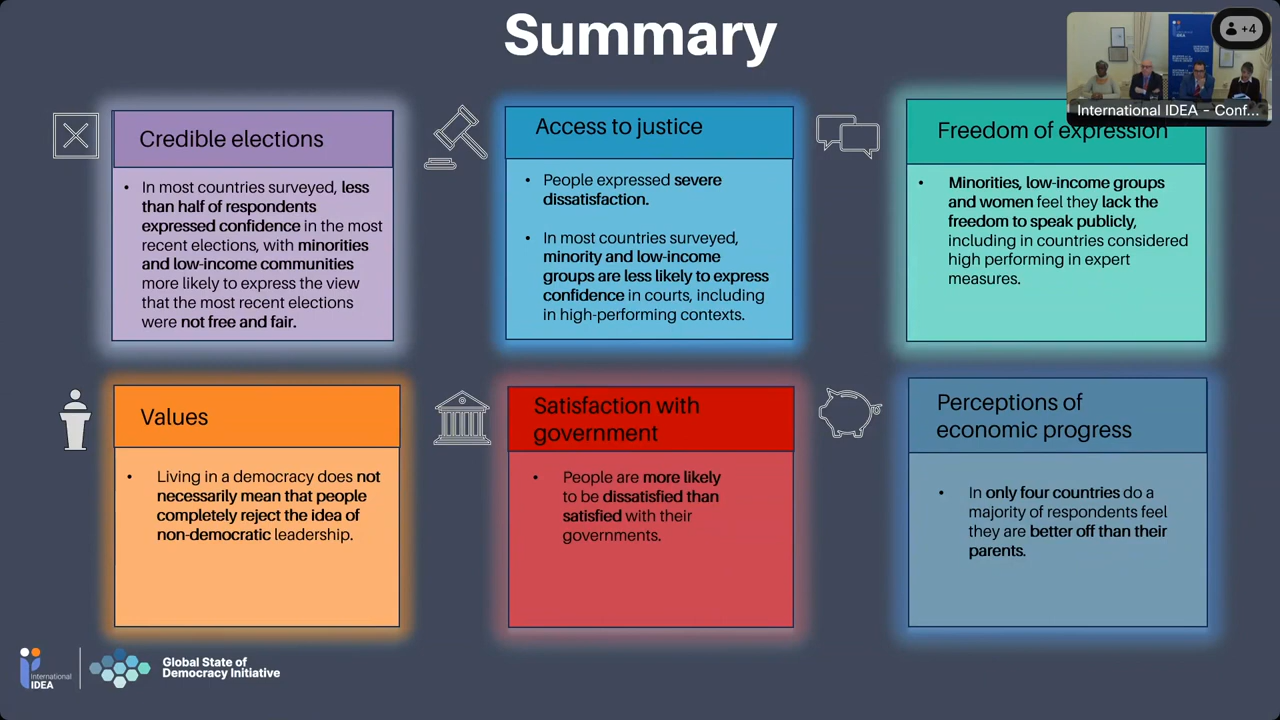 Summary
+4
International IDEA – Conf...
Credible elections
In most countries surveyed, less
than half of respondents
expressed confidence in the most
recent elections, with minorities
and low-income communities
more likely to express the view
that the most recent elections
were not free and fair.
Access to justice
People expressed severe
dissatisfaction.
In most countries surveyed,
minority and low-income
groups are less likely to express
confidence in courts, including
in high-performing contexts.
Freedom of expression
Minorities, low-income groups
and women feel they lack the
freedom to speak publicly,
including in countries considered
high performing in expert
measures.
Values
Living in a democracy does not
necessarily mean that people
completely reject the idea of
non-democratic leadership.
Satisfaction with
government
People are more likely
to be dissatisfied than
satisfied with their
governments.
Perceptions of
economic progress
In only four countries do a
majority of respondents feel
they are better off than their
parents.
International
IDEA
Global State of
Democracy Initiative